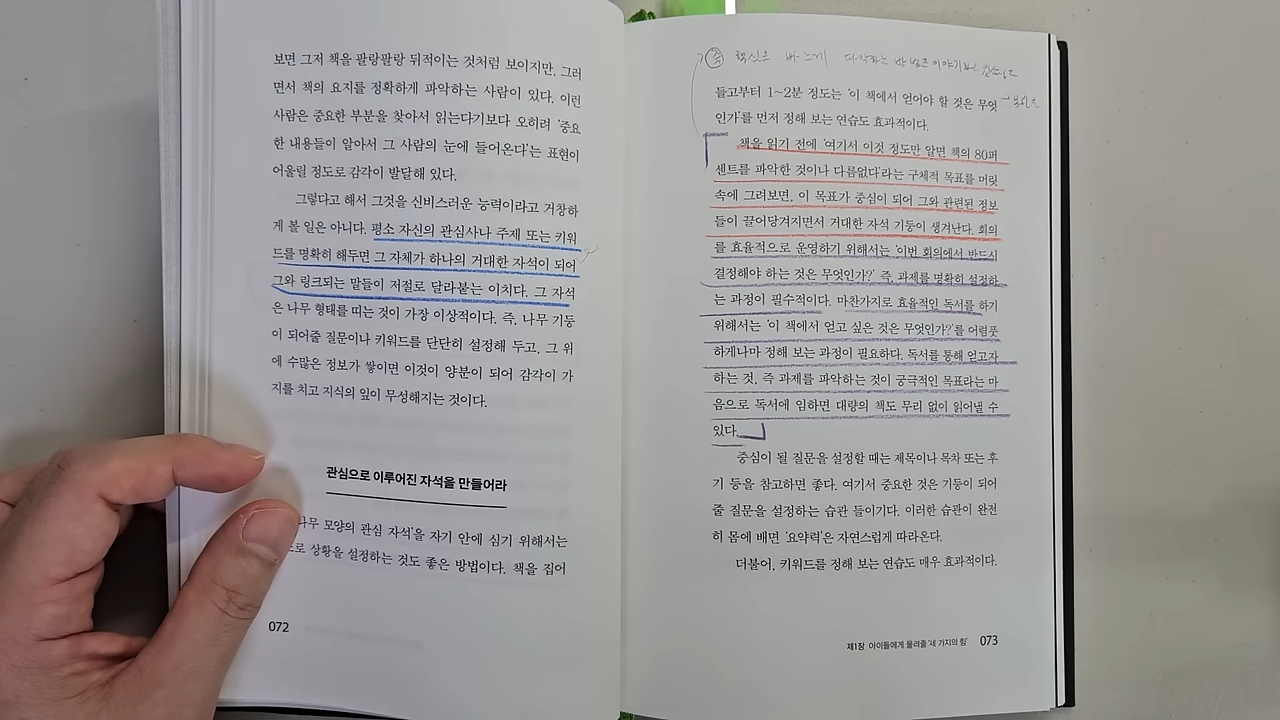 보면 그저 책을 팔랑팔랑 뒤적이는 것처럼 보이지만, 그러
면서 책의 요지를 정확하게 파악하는 사람이 있다. 이런
사람은 중요한 부분을 찾아서 읽는다기보다 오히려 '중요
한 내용들이 알아서 그 사람의 눈에 들어온다'는 표현이
어울릴 정도로 감각이 발달해 있다.
그렇다고 해서 그것을 신비스러운 능력이라고 거창하
게 볼 일은 아니다. 평소 자신의 관심사나 주제 또는 키워
드를 명확히 해두면 그 자체가 하나의 거대한 자석이 되어
그와 링크되는 말들이 저절로 달라붙는 이치다. 그 자석
은 나무 형태를 띠는 것이 가장 이상적이다. 즉, 나무 기둥
이 되어줄 질문이나 키워드를 단단히 설정해 두고, 그 위
에 수많은 정보가 쌓이면 이것이 양분이 되어 감각이 가
지를 치고 지식의 잎이 무성해지는 것이다.
관심으로 이루어진 자석을 만들어라
나무 모양의 관심 자석'을 자기 안에 심기 위해서는
로 상황을 설정하는 것도 좋은 방법이다. 책을 집어
072
핵심을 빠르게 파악하는
들고부터 1~2분 정도는 '이 책에서 얻어야 할 것은 무엇
인가'를 먼저 정해 보는 연습도 효과적이다.
책을 읽기 전에 '여기서 이것 정도만 알면 책의 80퍼
센트를 파악한 것이나 다름없다'라는 구체적 목표를 머릿
속에 그려보면, 이 목표가 중심이 되어 그와 관련된 정보
들이 끌어당겨지면서 거대한 자석 기둥이 생겨난다. 회의
를 효율적으로 운영하기 위해서는 '이번 회의에서 반드시
결정해야 하는 것은 무엇인가?' 즉, 과제를 명확히 설정하
는 과정이 필수적이다. 마찬가지로 효율적인 독서를 하기
위해서는 '이 책에서 얻고 싶은 것은 무엇인가?'를 어렴풋
하게나마 정해 보는 과정이 필요하다. 독서를 통해 얻고자
하는 것, 즉 과제를 파악하는 것이 궁극적인 목표라는 마
음으로 독서에 임하면 대량의 책도 무리 없이 읽어낼 수
있다.
중심이 될 질문을 설정할 때는 제목이나 목차 또는 후
기 등을 참고하면 좋다. 여기서 중요한 것은 기둥이 되어
줄 질문을 설정하는 습관 들이기다. 이러한 습관이 완전
히 몸에 배면 '요약력'은 자연스럽게 따라온다.
더불어, 키워드를 정해 보는 연습도 매우 효과적이다.
제1장 아이들에게 물려줄 '세 가지의 힘' 073